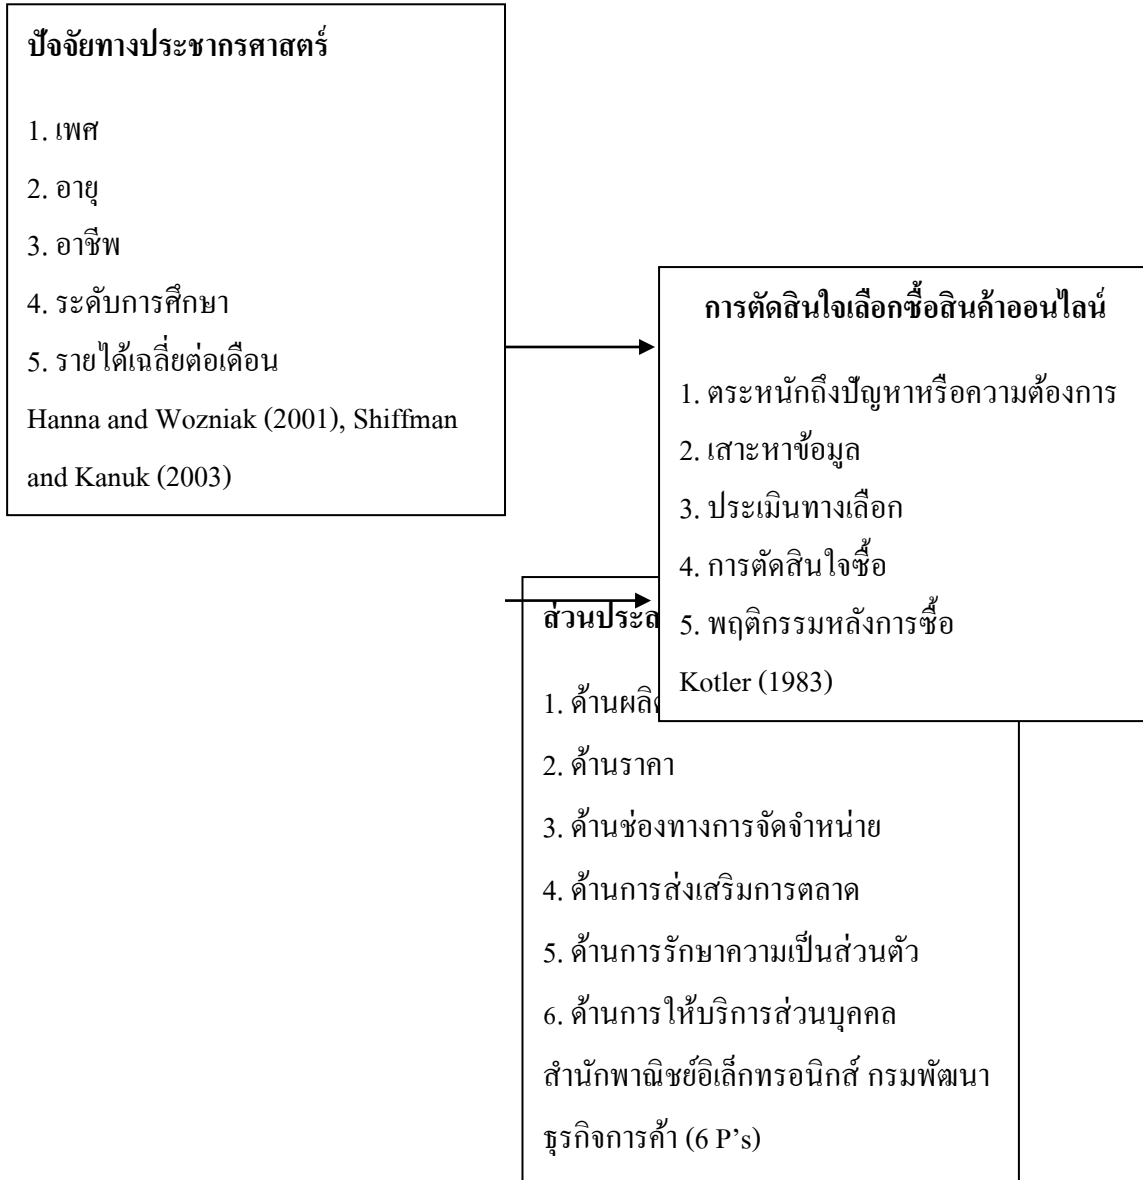 ปัจจัยทางประชากรศาสตร์
1. เพศ
2. อายุ
3. อาชีพ
4. ระดับการศึกษา
5. รายได้เฉลี่ยต่อเดือน
Hanna and Wozniak (2001), Shiffman
and Kanuk (2003)
การตัดสินใจเลือกซื้อสินค้าออนไลน์
1. ตระหนักถึงปัญหาหรือความต้องการ
2. เสาะหาข้อมูล
3. ประเมินทางเลือก
4. การตัดสินใจซื้อ
5. พฤติกรรมหลังการซื้อ
Kotler (1983)
ส่วนประส
1. ด้านผลิ
2. ด้านราคา
3. ด้านช่องทางการจัดจำหน่าย
4. ด้านการส่งเสริมการตลาด
5. ด้านการรักษาความเป็นส่วนตัว
6. ด้านการให้บริการส่วนบุคคล
สำนักพาณิชย์อิเล็กทรอนิกส์ กรมพัฒนา
ธุรกิจการค้า (6 P’s)